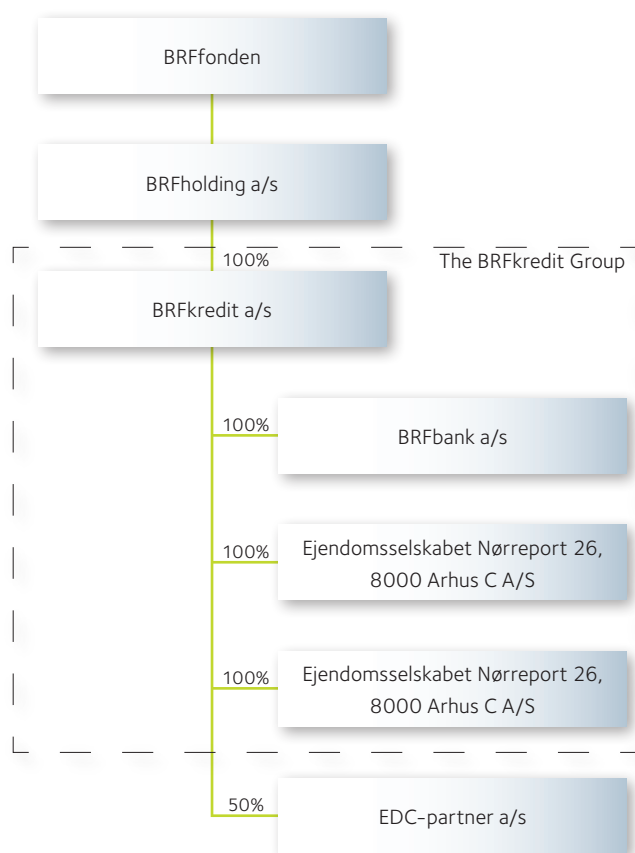 BRFfonden
BRFholding a/s
100%
The BRFkredit Group
BRFkredit a/s
100%
BRFbank a/s
100%
Ejendomsselskabet Nørreport 26,
8000 Arhus C A/S
100%
Ejendomsselskabet Nørreport 26,
8000 Arhus C A/S
50%
EDC-partner a/s